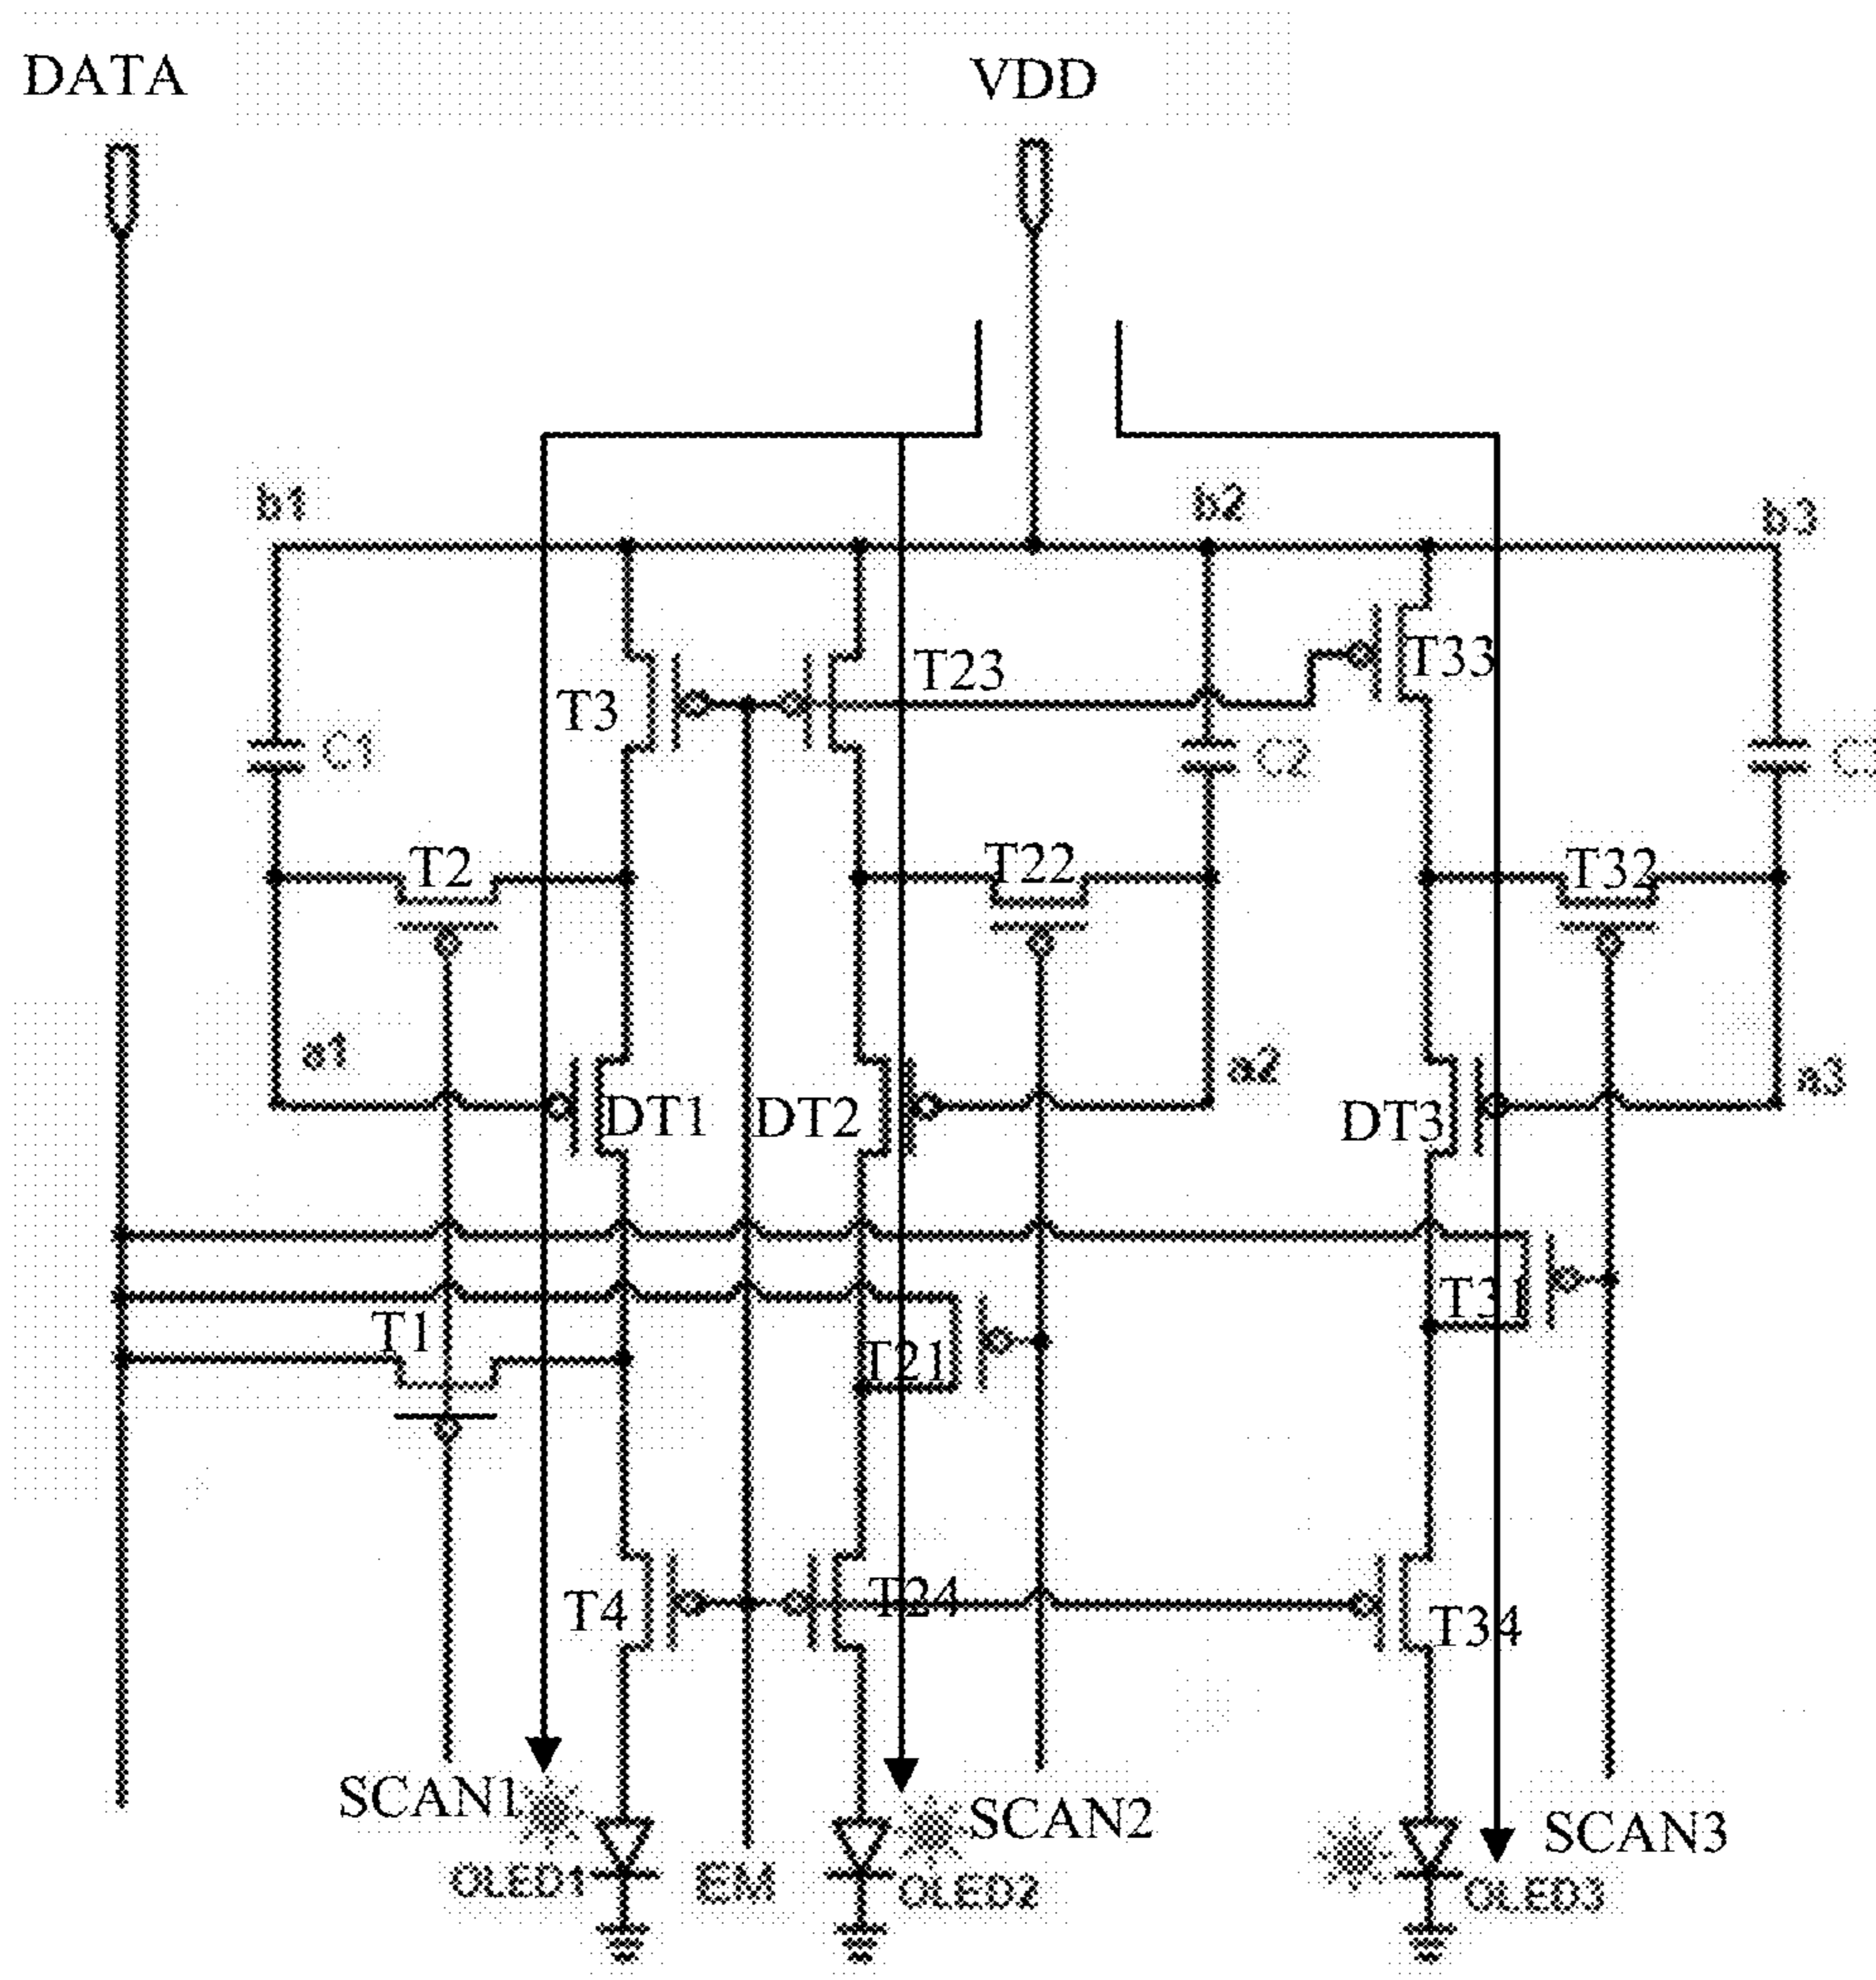 DATA
VDD
b1
b2
b3
T23
T33
T3
C1
C2
T2
T22
T32
a1
a2
a3
DT1
DT2
DT3
T31
T1
T21
T4
T24
T34
SCAN1
SCAN2
SCAN3
OLED1
EM
OLED2
OLED3